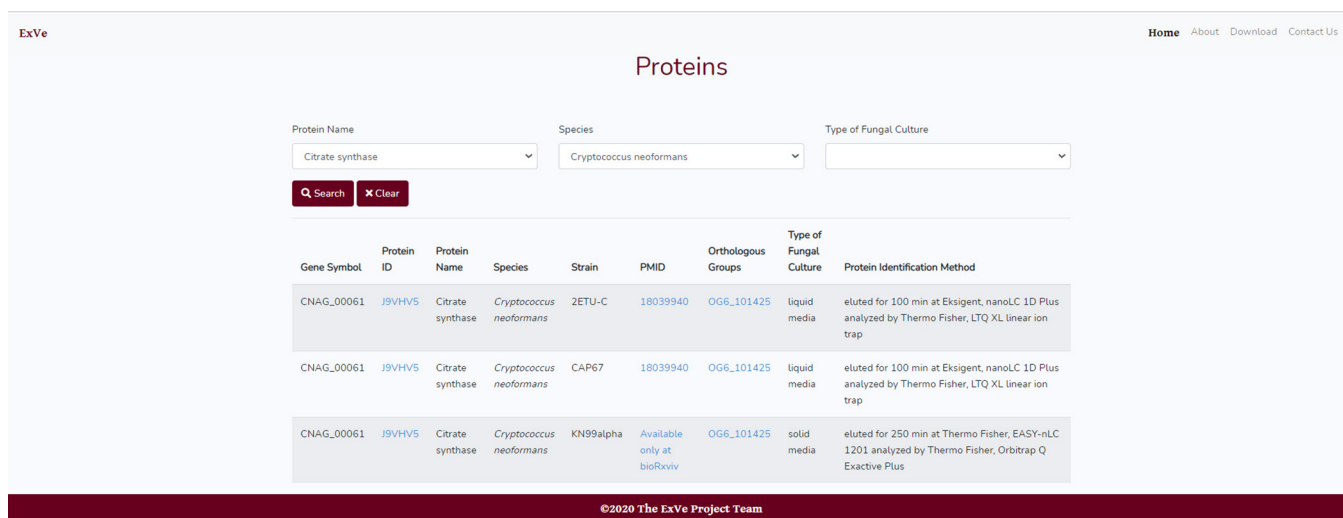 ExVe
Home About Download Contact Us
Proteins
Protein Name
Species
Type of Fungal Culture
Citrate synthase
Cryptococcus neoformans
Search
Clear
Gene Symbol
Protein
ID
Protein
Name
Species
Strain
PMID
Orthologous
Groups
Type of
Fungal
Culture
Protein Identification Method
CNAG_00061
J9VHV5
Citrate
synthase
Cryptococcus
neoformans
2ETU-C
18039940
OG6_101425
liquid
media
eluted for 100 min at Eksigent, nanoLC 1D Plus
analyzed by Thermo Fisher, LTQ XL linear ion
trap
CNAG_00061
J9VHV5
Citrate
synthase
Cryptococcus
neoformans
CAP67
18039940
OG6_101425
liquid
media
eluted for 100 min at Eksigent, nanoLC 1D Plus
analyzed by Thermo Fisher, LTQ XL linear ion
trap
CNAG_00061
J9VHV5
Citrate
synthase
Cryptococcus
neoformans
KN99alpha
Available
only at
bioRxviv
OG6_101425
solid
media
eluted for 250 min at Thermo Fisher, EASY-nLC
1201 analyzed by Thermo Fisher, Orbitrap Q
Exactive Plus
©2020 The ExVe Project Team